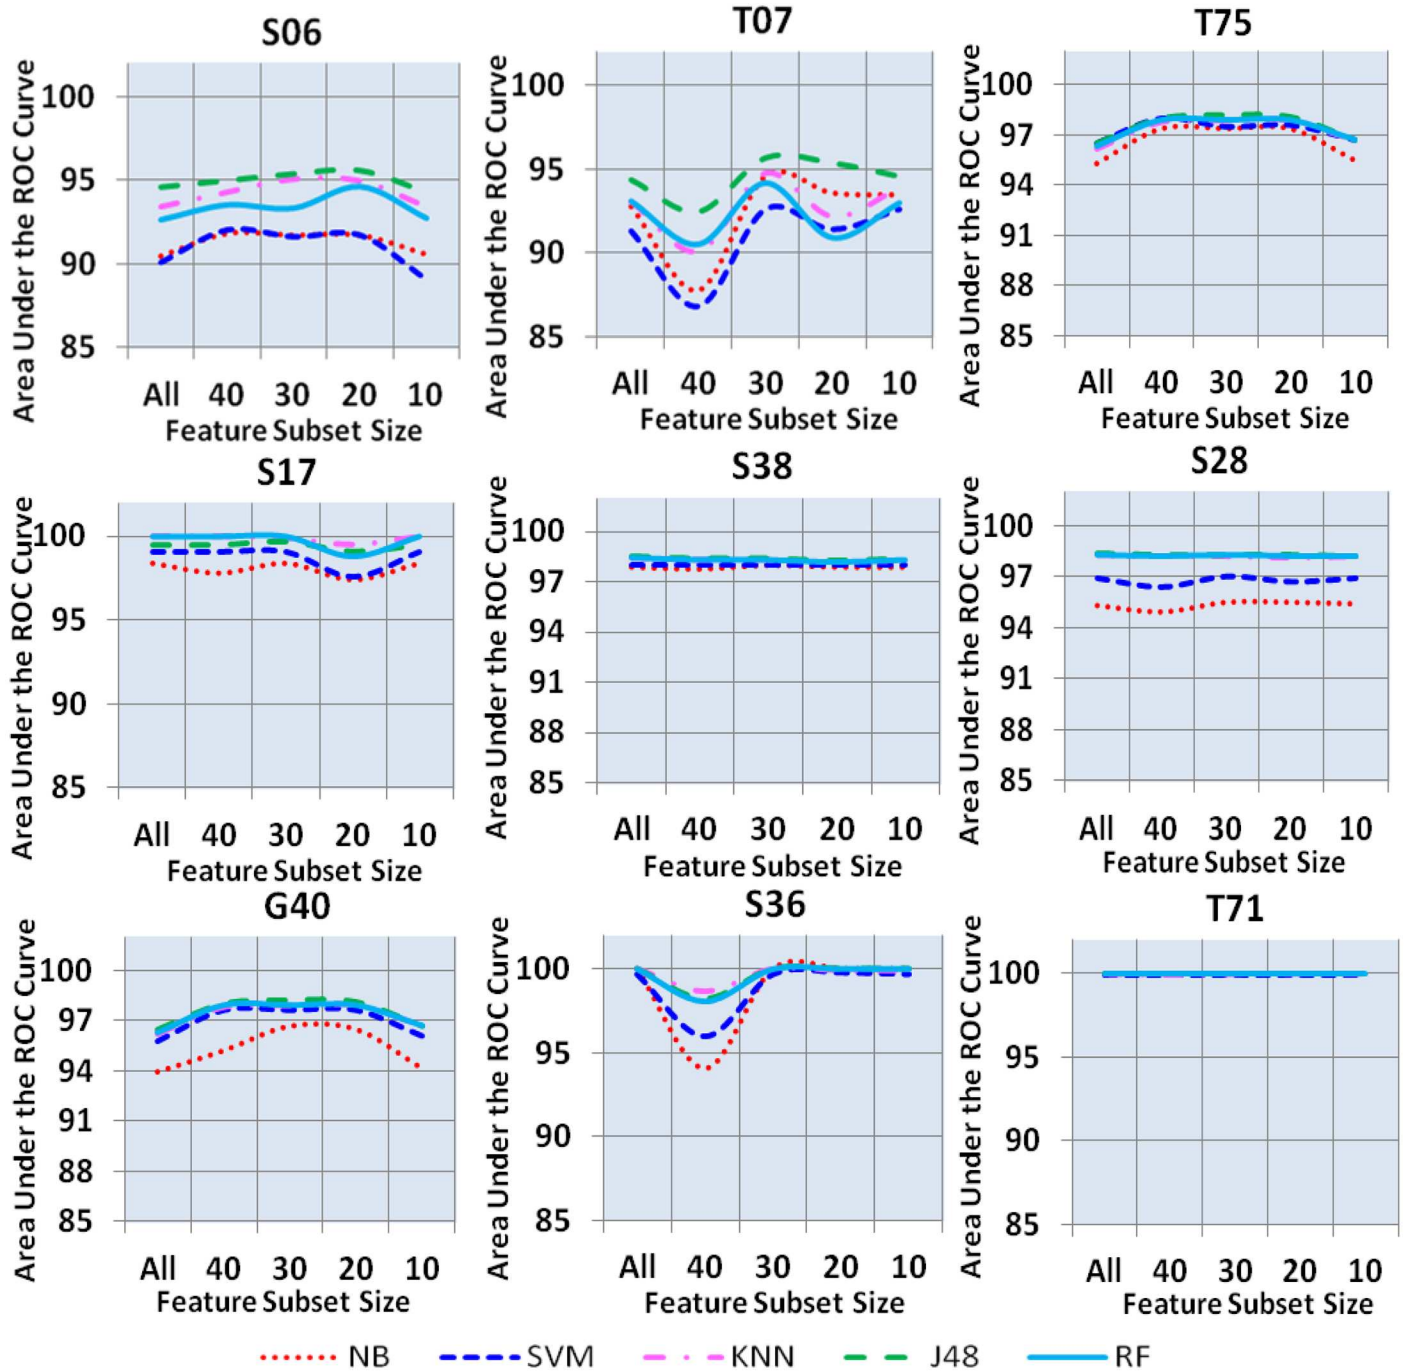 S06
Area Under the ROC Curve
100
95
90
85
All 40 30 20 10
Feature Subset Size
T07
Area Under the ROC Curve
100
95
90
85
All 40 30 20 10
Feature Subset Size
T75
Area Under the ROC Curve
100
97
94
91
88
85
All 40 30 20 10
Feature Subset Size
S17
Area Under the ROC Curve
100
95
90
85
All 40 30 20 10
Feature Subset Size
S38
Area Under the ROC Curve
100
97
94
91
88
85
All 40 30 20 10
Feature Subset Size
S28
Area Under the ROC Curve
100
97
94
91
88
85
All 40 30 20 10
Feature Subset Size
G40
Area Under the ROC Curve
100
97
94
91
88
85
All 40 30 20 10
Feature Subset Size
S36
Area Under the ROC Curve
100
95
90
85
All 40 30 20 10
Feature Subset Size
T71
Area Under the ROC Curve
100
95
90
85
All 40 30 20 10
Feature Subset Size
NB SVM KNN J48 RF